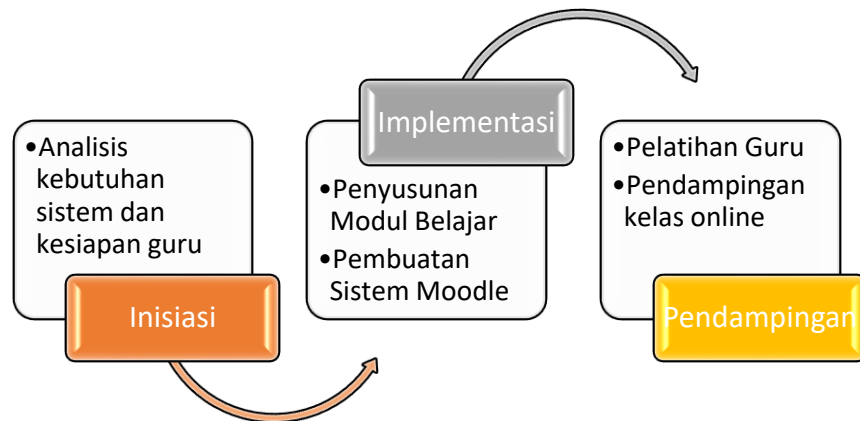 •Analisis
kebutuhan
sistem dan
kesiapan guru
Inisiasi
Implementasi
•Penyusunan
Modul Belajar
•Pembuatan
Sistem Moodle
•Pelatihan Guru
•Pendampingan
kelas online
Pendampingan